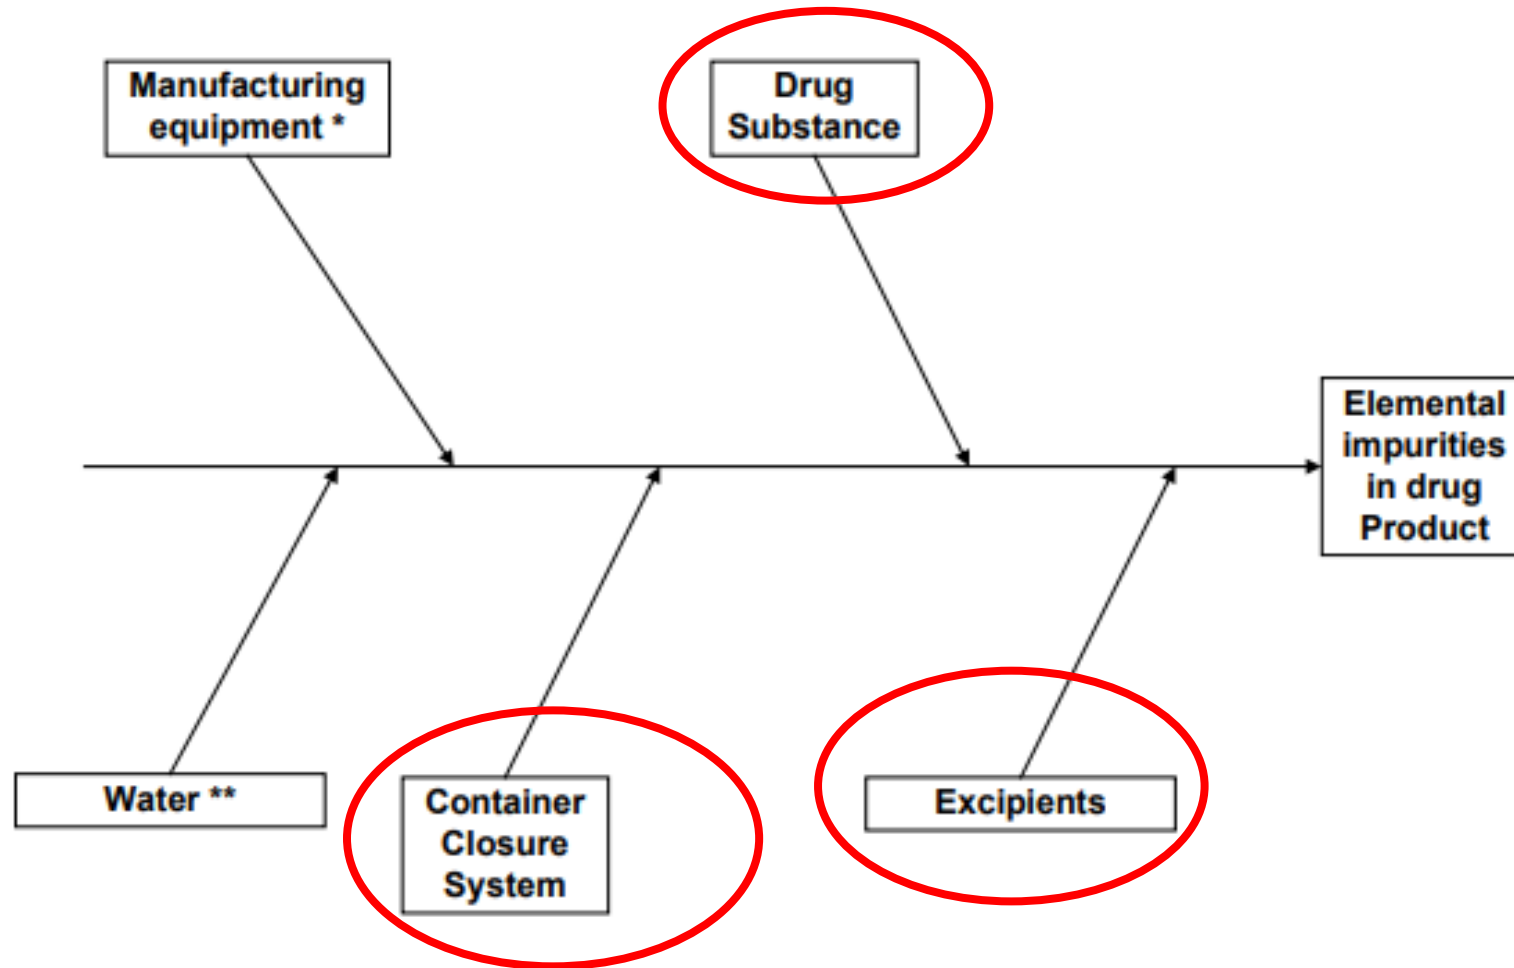 Manufacturing
equipment *
Drug
Substance
Elemental
impurities
in drug
Product
Water **
Container
Closure
System
Excipients